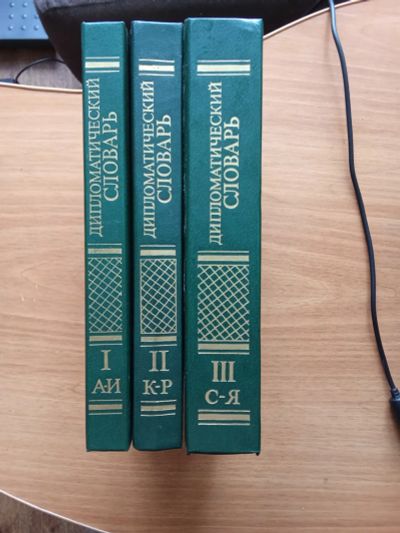 ДИПЛОМАТИЧЕСКИЙ
СЛОВАРЬ
I
А-И
ДИПЛОМАТИЧЕСКИЙ
СЛОВАРЬ
II
К-Р
ДИПЛОМАТИЧЕСКИЙ
СЛОВАРЬ
III
С-Я